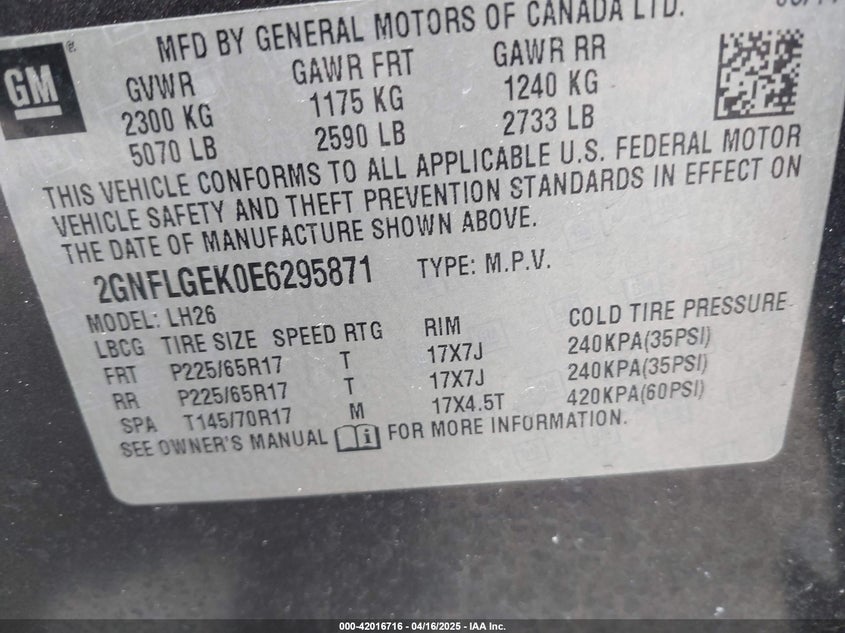 GM
®
MFD BY GENERAL MOTORS OF CANADA LTD.
GVWR GAWR FRT GAWR RR
2300 KG 1175 KG 1240 KG
5070 LB 2590 LB 2733 LB
THIS VEHICLE CONFORMS TO ALL APPLICABLE U.S. FEDERAL MOTOR
VEHICLE SAFETY AND THEFT PREVENTION STANDARDS IN EFFECT ON
THE DATE OF MANUFACTURE SHOWN ABOVE.
2GNFLGEK0E6295871 TYPE: M.P.V.
MODEL: LH26
LBCG TIRE SIZE SPEED RTG RIM COLD TIRE PRESSURE
FRT P225/65R17 T 17X7J 240KPA(35PSI)
RR P225/65R17 T 17X7J 240KPA(35PSI)
SPA T145/70R17 M 17X4.5T 420KPA(60PSI)
SEE OWNER'S MANUAL i FOR MORE INFORMATION.
000-42016716 - 04/16/2025 - IAA Inc.